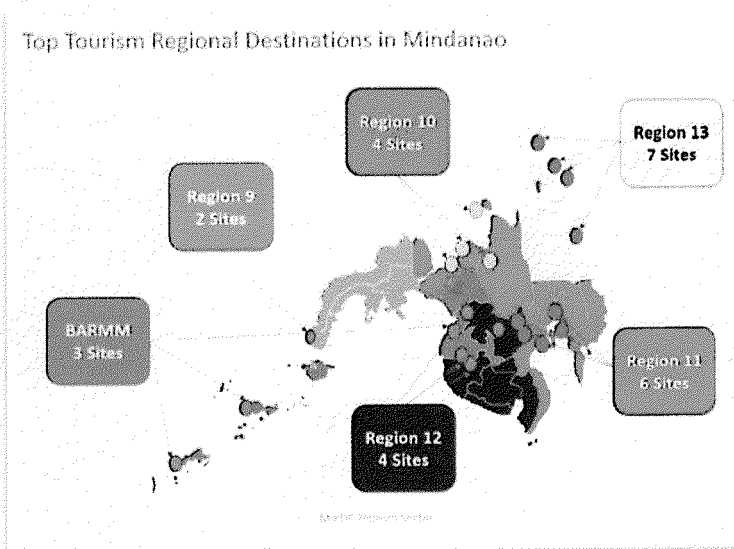 Top Tourism Regional Destinations in Mindanao
Region 10
4 Sites
Region 13
7 Sites
Region 9
2 Sites
BARMM
3 Sites
Region 11
6 Sites
Region 12
4 Sites